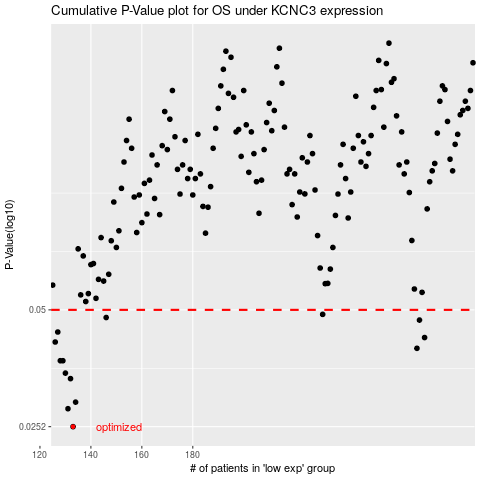 Cumulative P-Value plot for OS under KCNC3 expression
P-Value(log10)
0.05
0.0252
optimized
120 140 160 180
# of patients in 'low exp' group